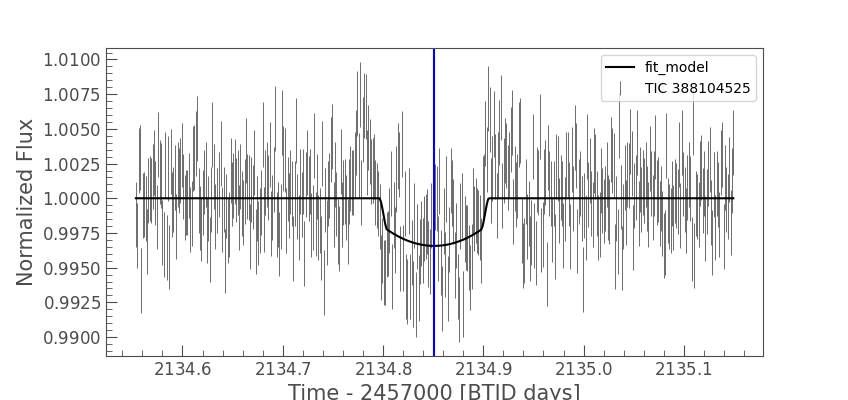 1.0100
1.0075
1.0050
1.0025
1.0000
0.9975
0.9950
0.9925
0.9900
Normalized Flux
fit_model
TIC 388104525
2134.6 2134.7 2134.8 2134.9 2135.0 2135.1
Time - 2457000 [BTJD days]